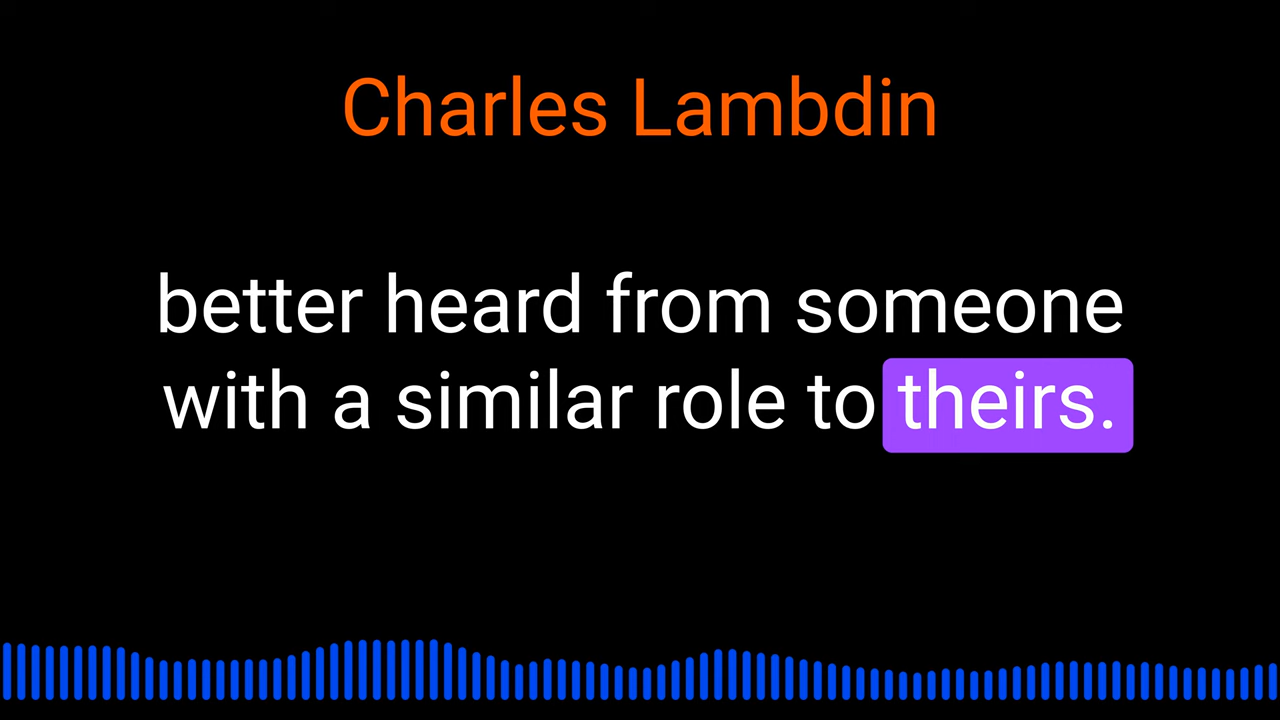 Charles Lambdin
better heard from someone
with a similar role to theirs.